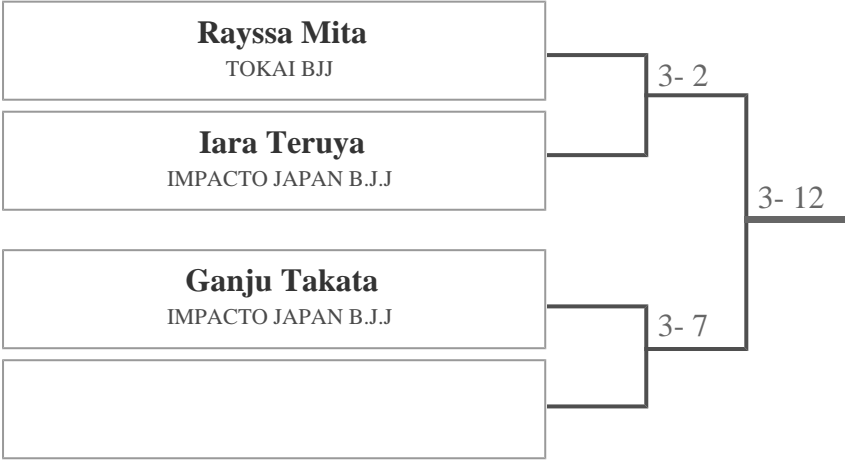 Rayssa Mita
TOKAI BJJ
3- 2
Iara Teruya
IMPACTO JAPAN B.J.J
3- 12
Ganju Takata
IMPACTO JAPAN B.J.J
3- 7